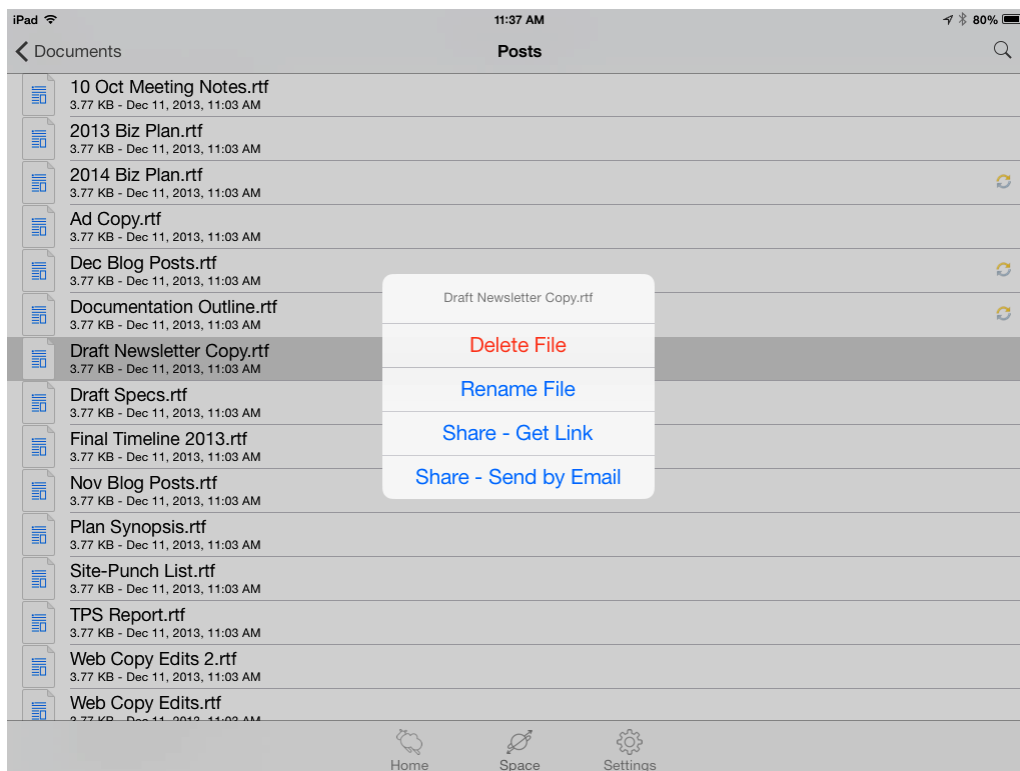 iPad 11:37 AM 80%
Documents Posts
10 Oct Meeting Notes.rtf
3.77 KB - Dec 11, 2013, 11:03 AM
2013 Biz Plan.rtf
3.77 KB - Dec 11, 2013, 11:03 AM
2014 Biz Plan.rtf
3.77 KB - Dec 11, 2013, 11:03 AM
Ad Copy.rtf
3.77 KB - Dec 11, 2013, 11:03 AM
Dec Blog Posts.rtf
3.77 KB - Dec 11, 2013, 11:03 AM
Documentation Outline.rtf
3.77 KB - Dec 11, 2013, 11:03 AM
Draft Newsletter Copy.rtf
3.77 KB - Dec 11, 2013, 11:03 AM
Draft Specs.rtf
3.77 KB - Dec 11, 2013, 11:03 AM
Final Timeline 2013.rtf
3.77 KB - Dec 11, 2013, 11:03 AM
Nov Blog Posts.rtf
3.77 KB - Dec 11, 2013, 11:03 AM
Plan Synopsis.rtf
3.77 KB - Dec 11, 2013, 11:03 AM
Site-Punch List.rtf
3.77 KB - Dec 11, 2013, 11:03 AM
TPS Report.rtf
3.77 KB - Dec 11, 2013, 11:03 AM
Web Copy Edits 2.rtf
3.77 KB - Dec 11, 2013, 11:03 AM
Web Copy Edits.rtf
3.77 KB - Dec 11, 2013, 11:03 AM
Draft Newsletter Copy.rtf
Delete File
Rename File
Share - Get Link
Share - Send by Email
Home Space Settings